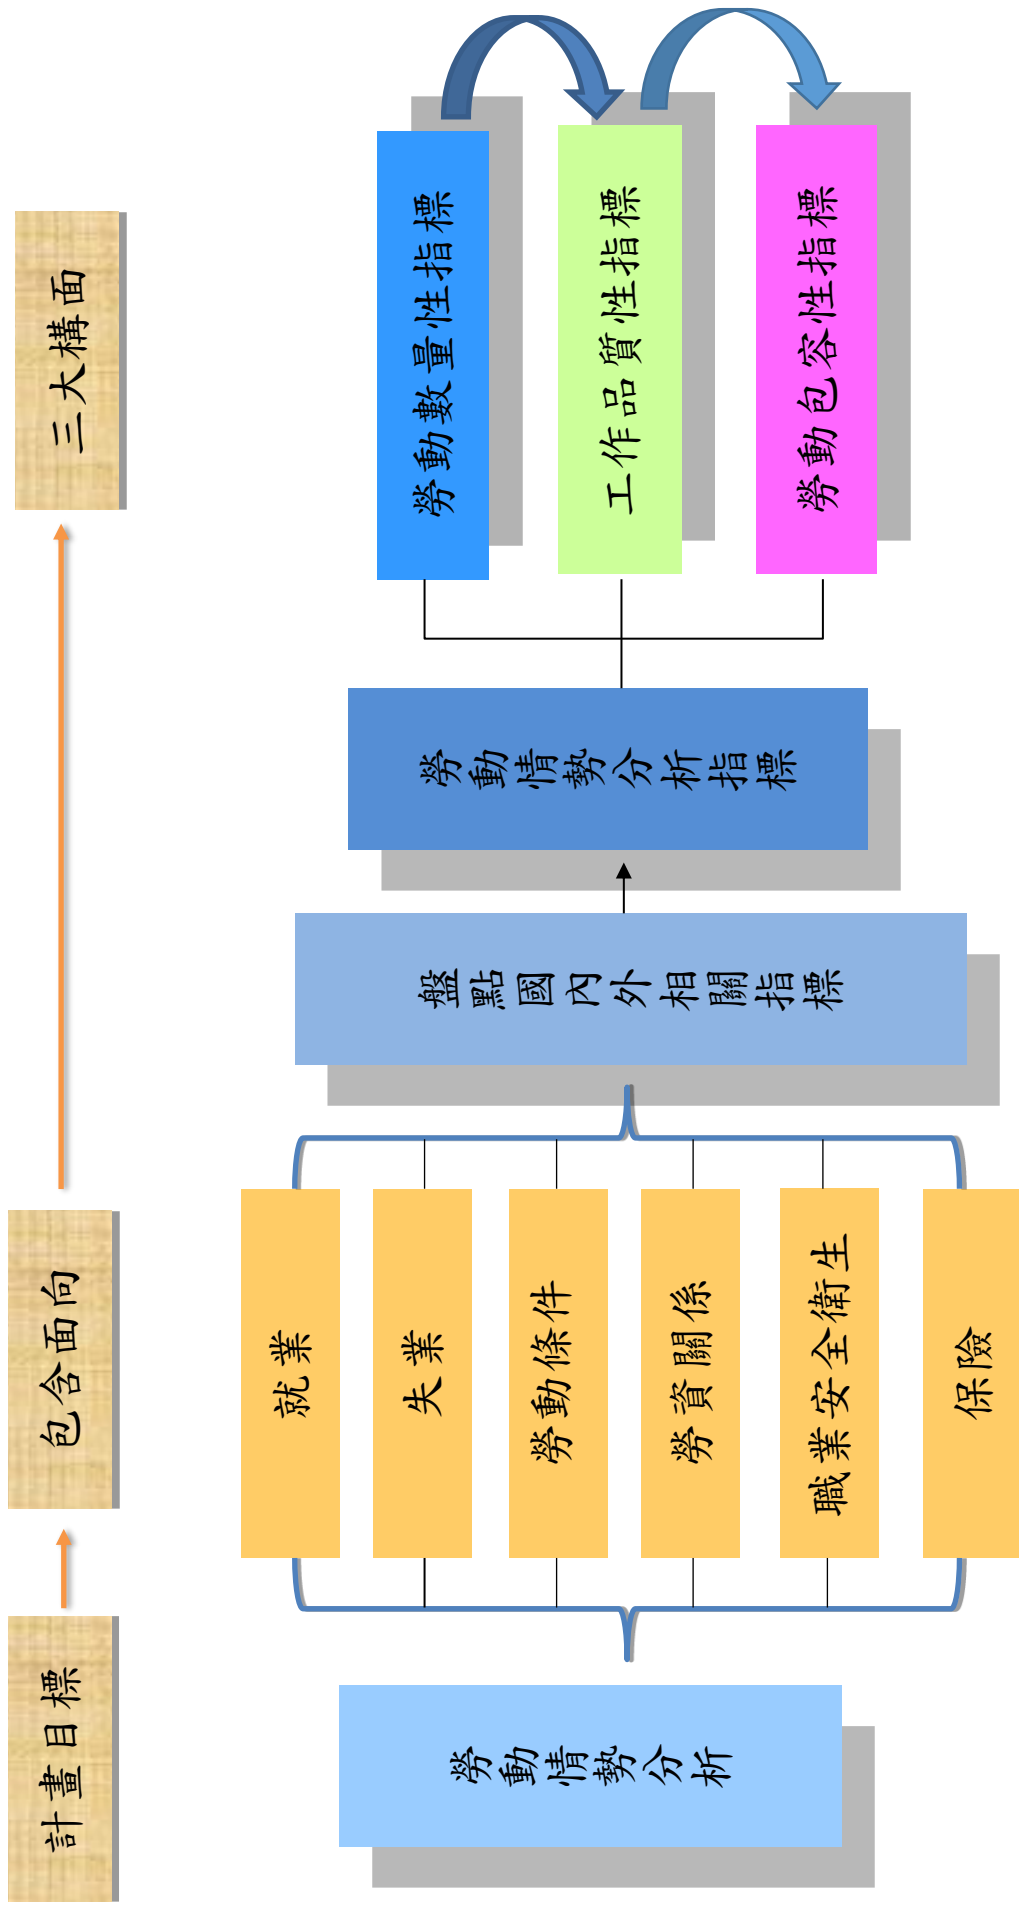 計畫目標
包含面向
三大構面
勞動情勢分析
就業
失業
勞動條件
勞資關係
職業安全衛生
保險
盤點國內外相關指標
勞動情勢分析指標
勞動數量性指標
工作品質性指標
勞動包容性指標